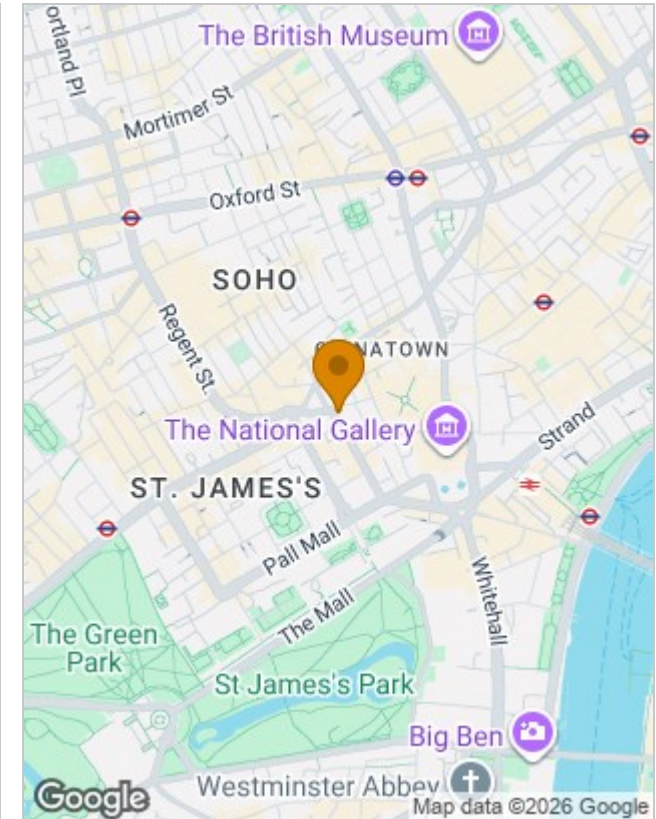 The British Museum
ortland Pl
Mortimer St
Oxford St
SOHO
Regent St.
NATOWN
The National Gallery
Strand
ST. JAMES'S
Pall Mall
Whitehall
The Mall
The Green
Park
St James's Park
Big Ben
Westminster Abbey
Google
Map data ©2026 Google